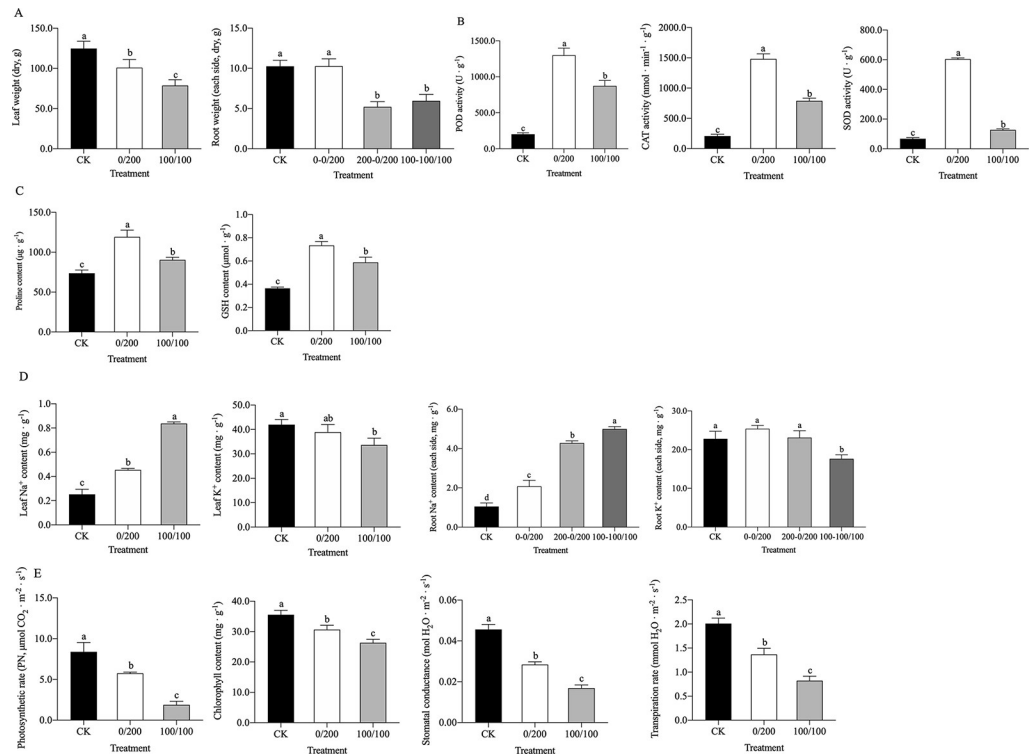 A
Leaf weight (dry, g)
150.0
100.0
50.0
0.0
a
b
c
CK
0/200
100/100
Treatment
Root weight (each side, dry, g)
15.0
10.0
5.0
0.0
a
a
b
b
CK
0-0/200
200-0/200
100-100/100
Treatment
B
POD activity (U · g⁻¹)
1500.0
1000.0
500.0
0.0
c
a
b
CK
0/200
100/100
Treatment
CAT activity (nmol · min⁻¹ · g⁻¹)
2000.0
1500.0
1000.0
500.0
0.0
c
a
b
CK
0/200
100/100
Treatment
SOD activity (U · g⁻¹)
800.0
600.0
400.0
200.0
0.0
c
a
b
CK
0/200
100/100
Treatment
C
Proline content (μg · g⁻¹)
150.0
100.0
50.0
0.0
c
a
b
CK
0/200
100/100
Treatment
GSH content (μmol · g⁻¹)
1.0
0.8
0.6
0.4
0.2
0.0
c
a
b
CK
0/200
100/100
Treatment
D
Leaf Na⁺ content (mg · g⁻¹)
1.0
0.8
0.6
0.4
0.2
0.0
c
b
a
CK
0/200
100/100
Treatment
Leaf K⁺ content (mg · g⁻¹)
50.0
40.0
30.0
20.0
10.0
0.0
a
ab
b
CK
0/200
100/100
Treatment
Root Na⁺ content (each side, mg · g⁻¹)
6.0
4.0
2.0
0.0
d
c
b
a
CK
0-0/200
200-0/200
100-100/100
Treatment
Root K⁺ content (each side, mg · g⁻¹)
30.0
20.0
10.0
0.0
a
a
a
b
CK
0-0/200
200-0/200
100-100/100
Treatment
E
Photosynthetic rate (PN, μmol CO₂ · m⁻² · s⁻¹)
15.0
10.0
5.0
0.0
a
b
c
CK
0/200
100/100
Treatment
Chlorophyll content (mg · g⁻¹)
40.0
30.0
20.0
10.0
0.0
a
b
c
CK
0/200
100/100
Treatment
Stomatal conductance (mol H₂O · m⁻² · s⁻¹)
0.06
0.04
0.02
0.00
a
b
c
CK
0/200
100/100
Treatment
Transpiration rate (mmol H₂O · m⁻² · s⁻¹)
2.5
2.0
1.5
1.0
0.5
0.0
a
b
c
CK
0/200
100/100
Treatment